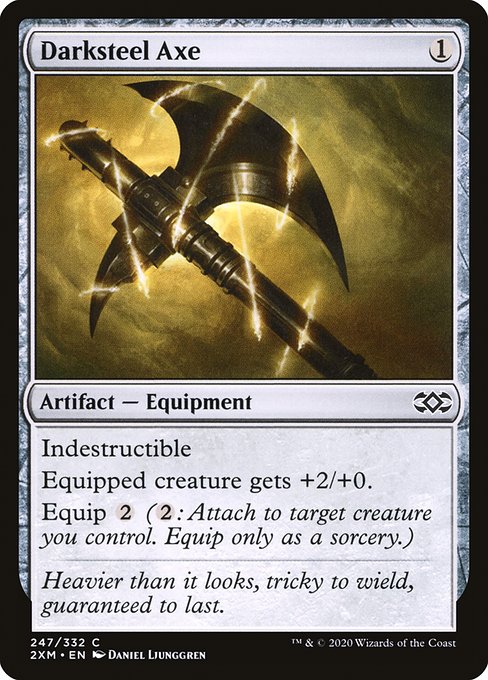 Darksteel Axe 1
Artifact — Equipment
Indestructible
Equipped creature gets +2/+0.
Equip 2 (2: Attach to target creature
you control. Equip only as a sorcery.)
Heavier than it looks, tricky to wield,
guaranteed to last.
247/332 C
™ & © 2020 Wizards of the Coast
2XM • EN Daniel Ljunggren